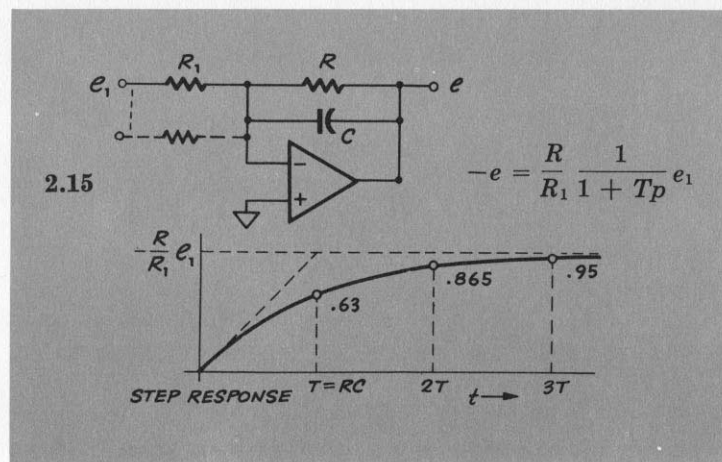 R₁
R
e₁
e
C
−
+
2.15
−e = R/R₁ 1/(1 + Tp) e₁
−R/R₁ e₁
.63
.865
.95
STEP RESPONSE
T = RC
2T
t →
3T